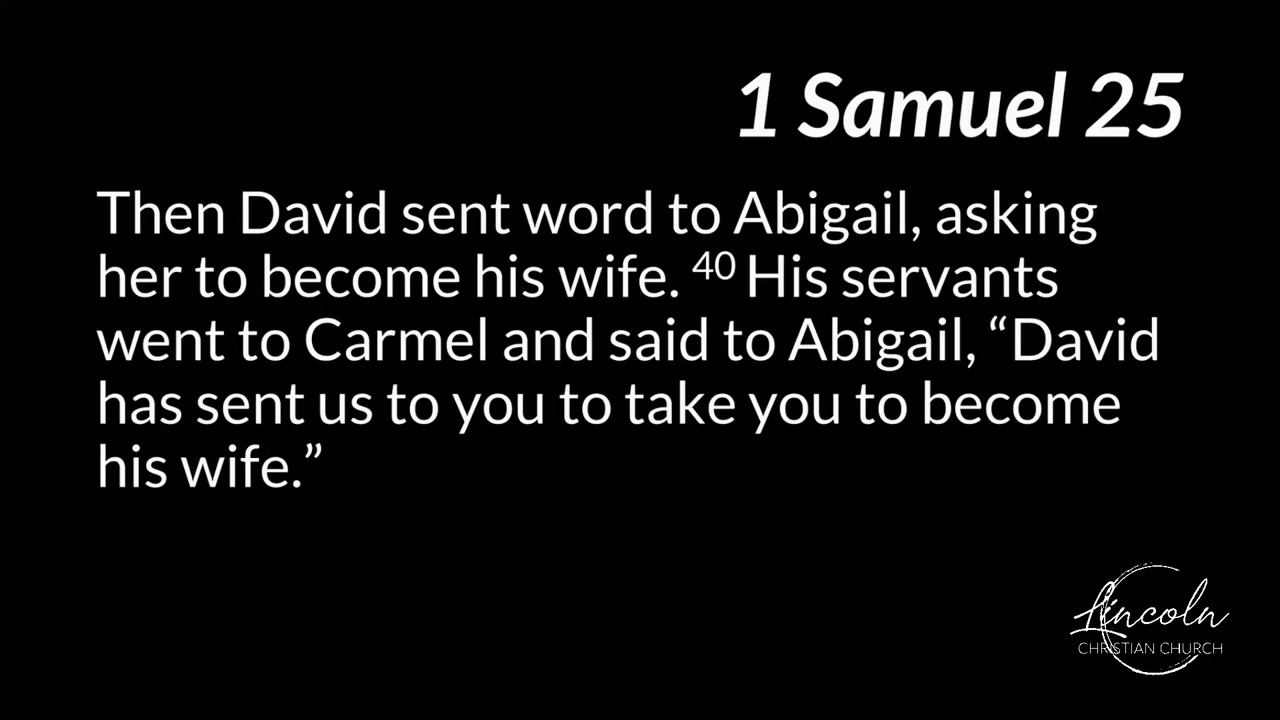 1 Samuel 25
Then David sent word to Abigail, asking
her to become his wife. 40 His servants
went to Carmel and said to Abigail, “David
has sent us to you to take you to become
his wife.”
Lincoln
CHRISTIAN CHURCH